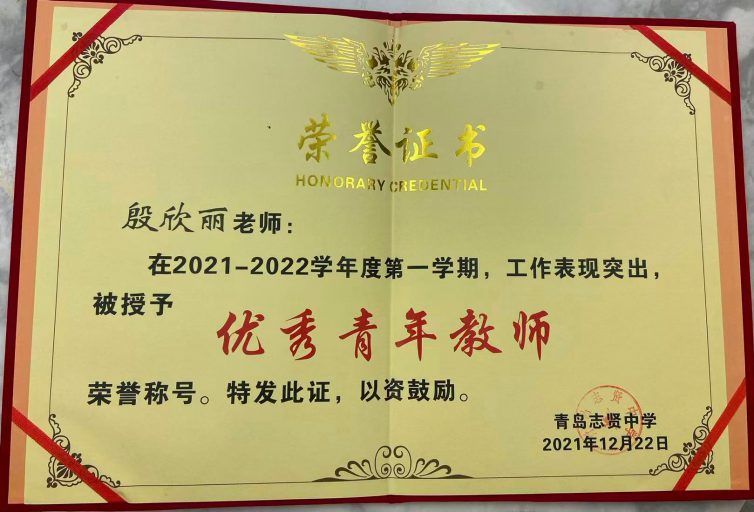 荣誉证书
HONORARY CREDENTIAL
殷欣丽老师：
在2021-2022学年度第一学期，工作表现突出，
被授予
优秀青年教师
荣誉称号。特发此证，以资鼓励。
青岛志贤中学
2021年12月22日